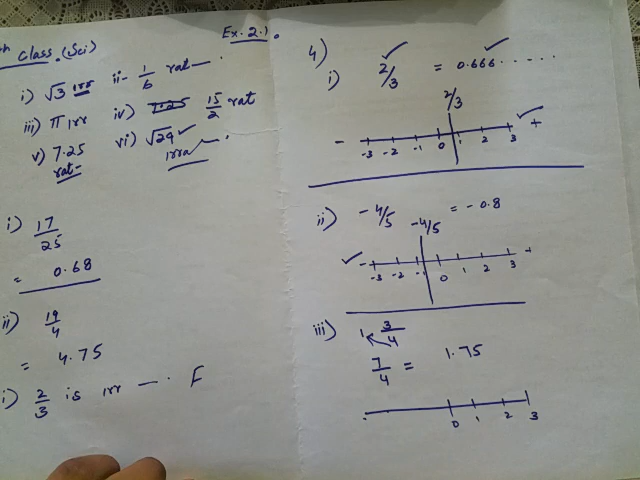 class. (Sci) Ex. 2.1.
i) √3 irr ii- 1/6 rat
iii) π irr iv) 7.25 15/2 rat
v) 7.25 rat- vi) √29 irra
i) 17/25
= 0.68
ii) 19/4
= 4.75
i) 2/3 is irr — . F
4)
i) 2/3 = 0.666.....
2/3
- -3 -2 -1 0 1 2 3 +
ii) -4/5 = -0.8
-4/5
- -3 -2 -1 0 1 2 3 +
iii) 1 3/4
7/4 = 1.75
0 1 2 3